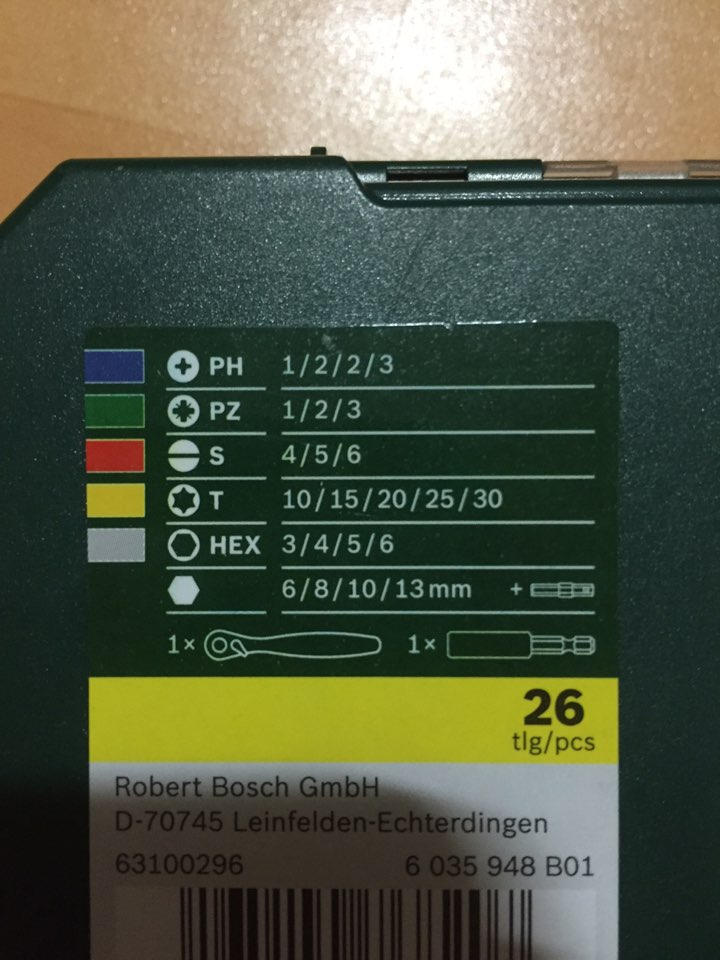 PH 1/2/2/3
PZ 1/2/3
S 4/5/6
T 10/15/20/25/30
HEX 3/4/5/6
6/8/10/13mm +
1× 1×
26
tlg/pcs
Robert Bosch GmbH
D-70745 Leinfelden-Echterdingen
63100296 6 035 948 B01